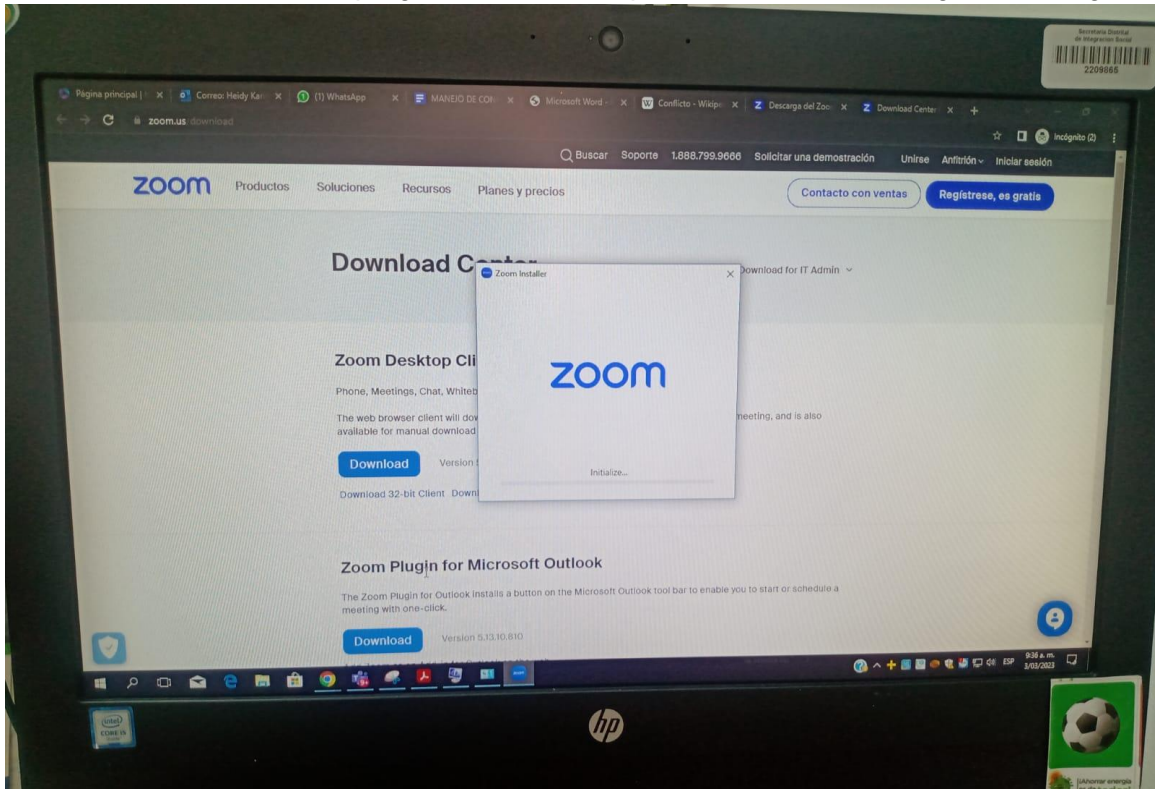 Secretaría Distrital
de Integración Social
2209865
Página principal | Correo: Heidy Kar (1) WhatsApp MANEJO DE CON Microsoft Word - Conflicto - Wikipe Descarga del Zoo Download Center
zoom.us/download
Incógnito (2)
Buscar Soporte 1.888.799.9666 Solicitar una demostración Unirse Anfitrión Iniciar sesión
zoom Productos Soluciones Recursos Planes y precios Contacto con ventas Regístrese, es gratis
Download C
Download for IT Admin
Zoom Installer
zoom
Initialize...
Zoom Desktop Cli
Phone, Meetings, Chat, Whiteb
The web browser client will dow
meeting, and is also
available for manual download
Download Version
Download 32-bit Client Downl
Zoom Plugin for Microsoft Outlook
The Zoom Plugin for Outlook installs a button on the Microsoft Outlook tool bar to enable you to start or schedule a
meeting with one-click.
Download Version 5.13.10.810
ESP
9:36 a. m.
3/03/2023
intel
CORE i5
hp
¡Ahorrar energía